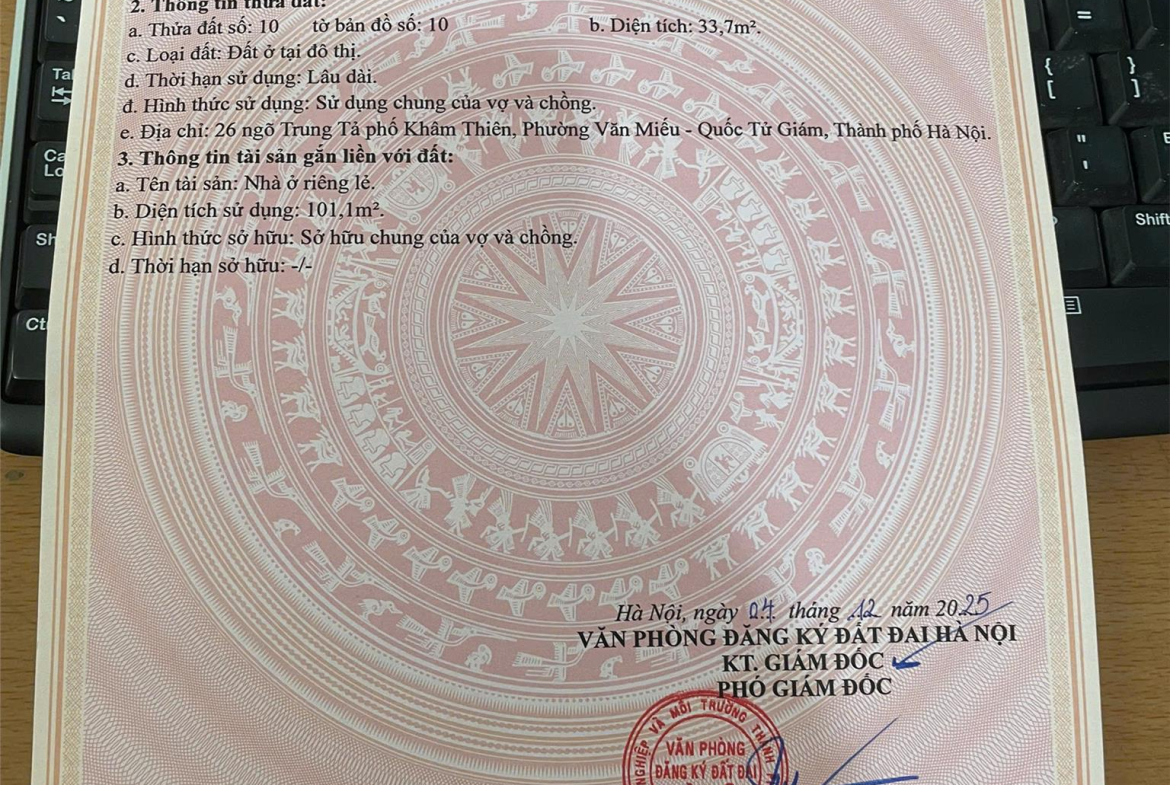 2. Thông tin thửa đất:
a. Thửa đất số: 10 tờ bản đồ số: 10 b. Diện tích: 33,7m².
c. Loại đất: Đất ở tại đô thị.
d. Thời hạn sử dụng: Lâu dài.
đ. Hình thức sử dụng: Sử dụng chung của vợ và chồng.
e. Địa chỉ: 26 ngõ Trung Tả phố Khâm Thiên, Phường Văn Miếu - Quốc Tử Giám, Thành phố Hà Nội.
3. Thông tin tài sản gắn liền với đất:
a. Tên tài sản: Nhà ở riêng lẻ.
b. Diện tích sử dụng: 101,1m².
c. Hình thức sở hữu: Sở hữu chung của vợ và chồng.
d. Thời hạn sở hữu: -/-
Hà Nội, ngày 04 tháng 12 năm 2025
VĂN PHÒNG ĐĂNG KÝ ĐẤT ĐAI HÀ NỘI
KT. GIÁM ĐỐC
PHÓ GIÁM ĐỐC
NGHIỆP VÀ MÔI TRƯỜNG THÀNH
VĂN PHÒNG
ĐĂNG KÝ ĐẤT ĐAI
Shift